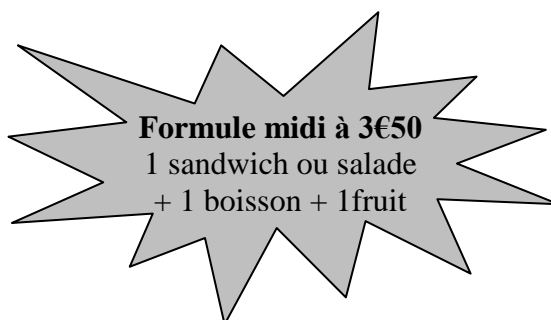 Formule midi à 3€50
1 sandwich ou salade
+ 1 boisson + 1fruit